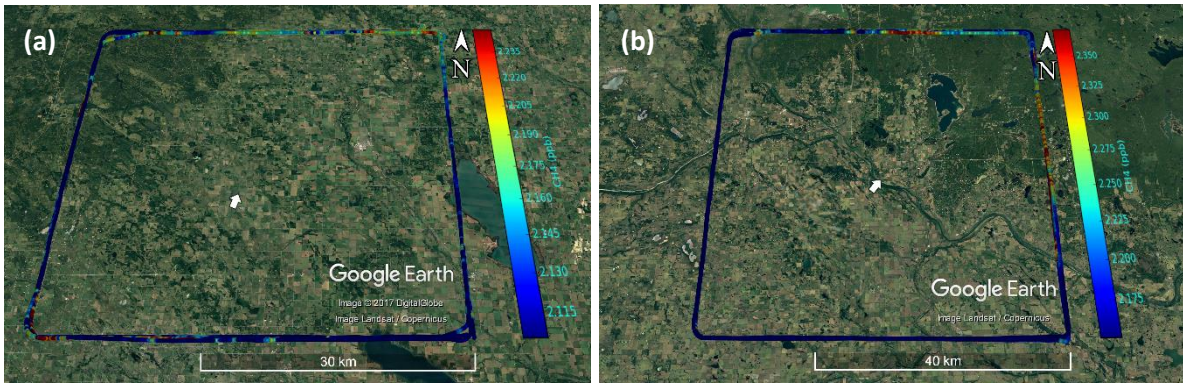 (a)
N
2.235
2.220
2.205
2.190
2.175
2.160
2.145
2.130
2.115
CH4 (ppb)
Google Earth
Image © 2017 DigitalGlobe
Image Landsat / Copernicus
30 km
(b)
N
2.350
2.325
2.300
2.275
2.250
2.225
2.200
2.175
CH4 (ppb)
Google Earth
Image Landsat / Copernicus
40 km